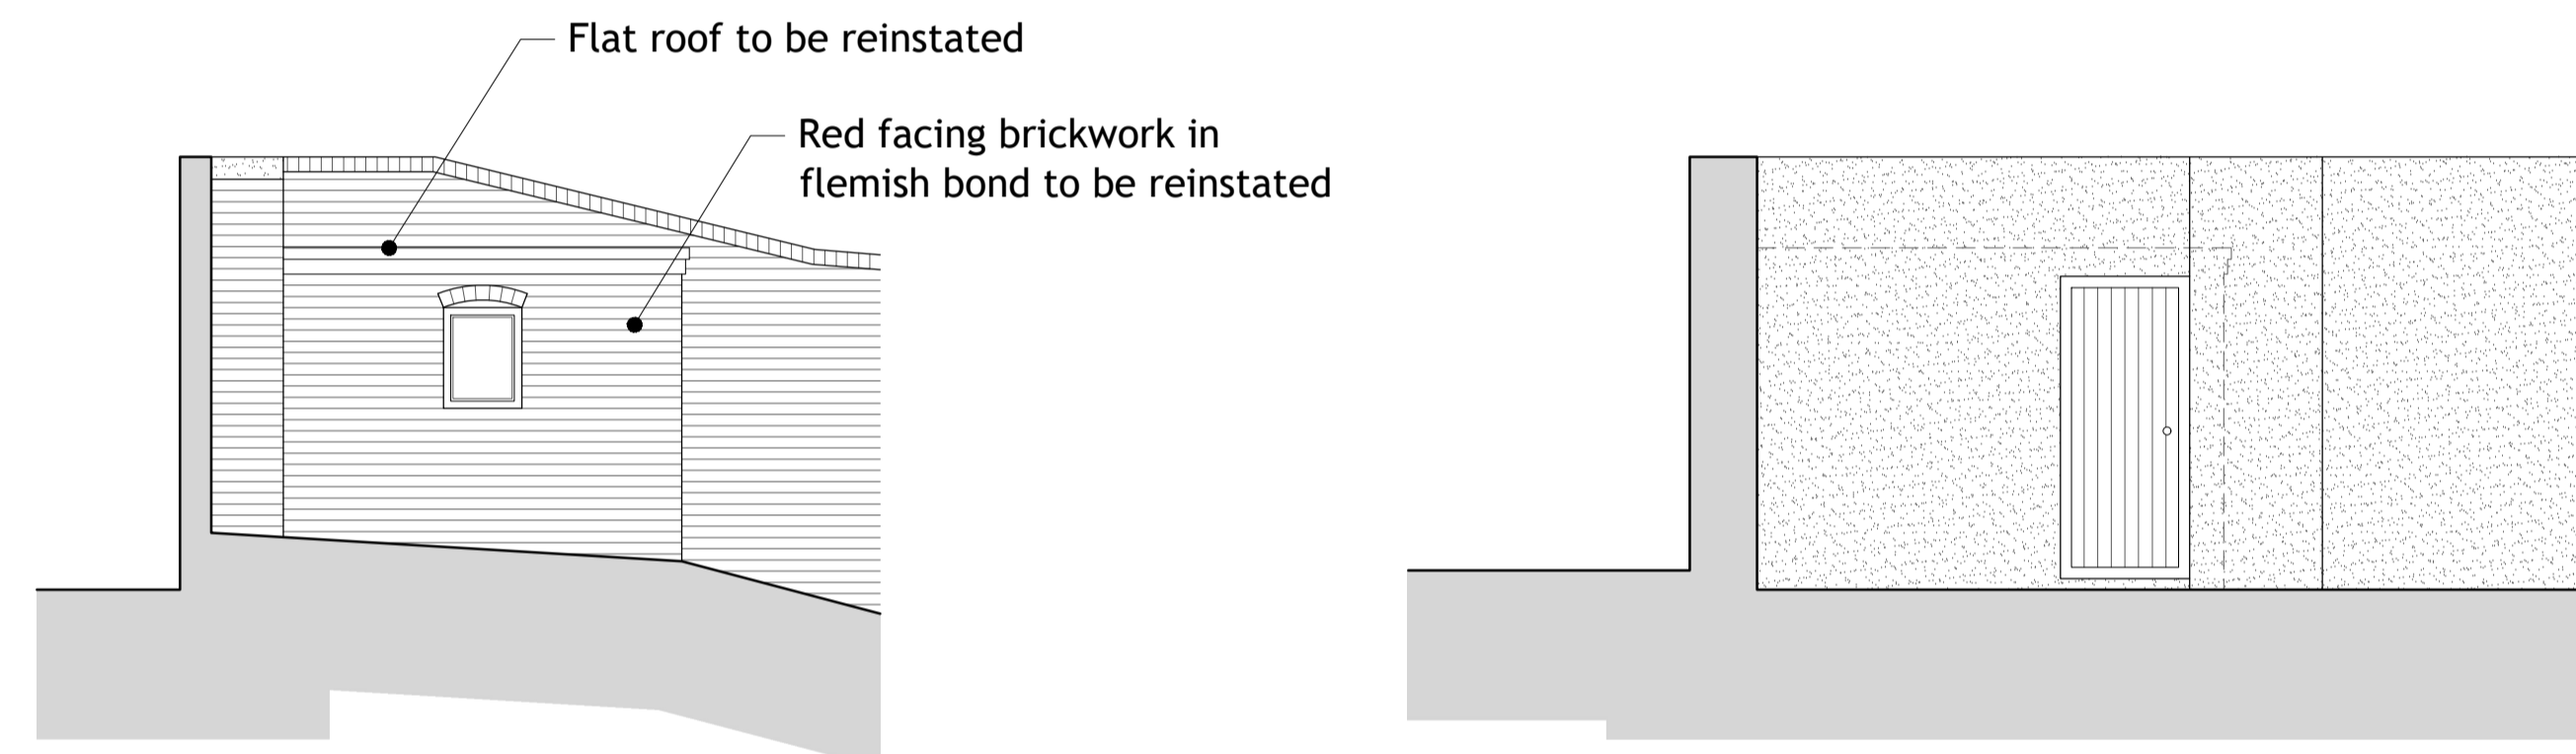 Flat roof to be reinstated
Red facing brickwork in
flemish bond to be reinstated